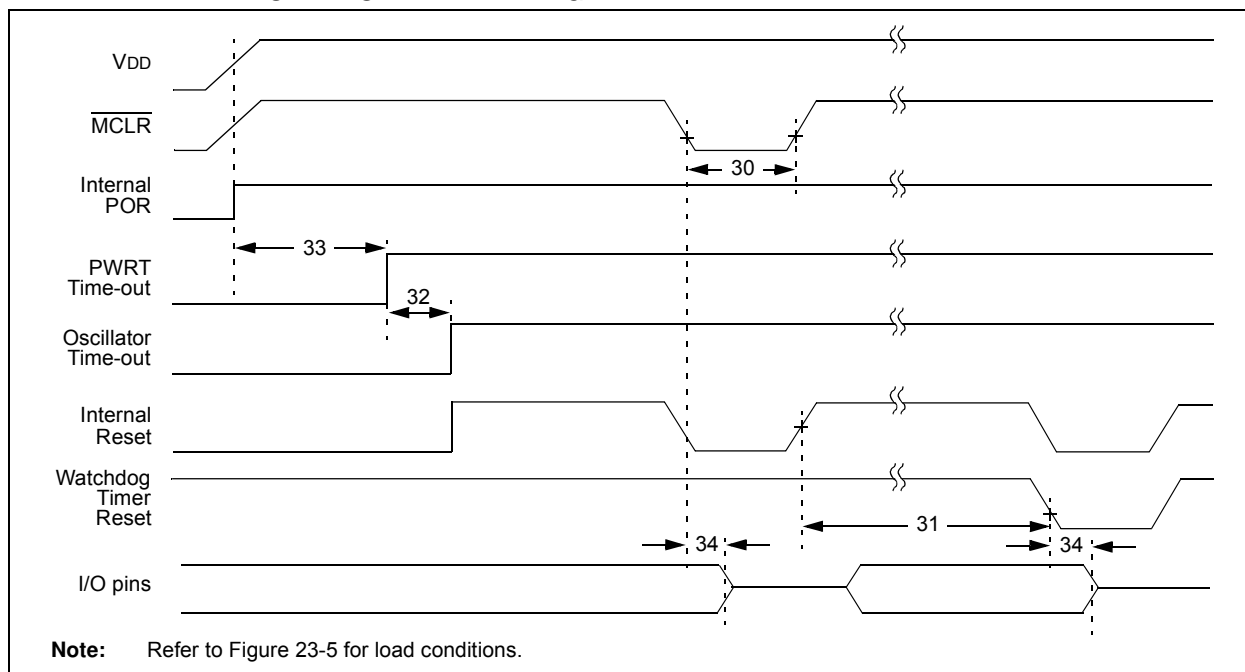 VDD
MCLR
30
Internal
POR
33
PWRT
Time-out
32
Oscillator
Time-out
Internal
Reset
Watchdog
Timer
Reset
31
34
34
I/O pins
Note: Refer to Figure 23-5 for load conditions.